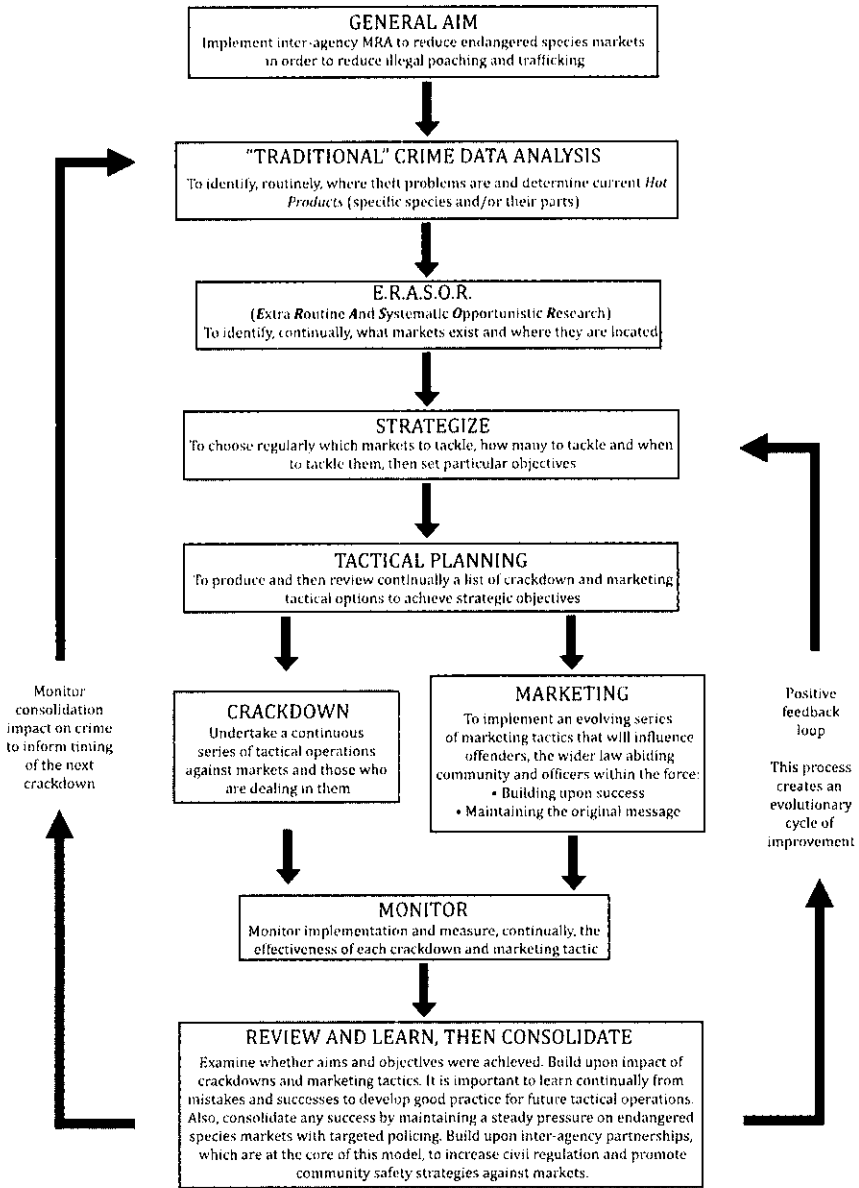 GENERAL AIM
Implement inter-agency MRA to reduce endangered species markets
in order to reduce illegal poaching and trafficking
"TRADITIONAL" CRIME DATA ANALYSIS
To identify, routinely, where theft problems are and determine current Hot
Products (specific species and/or their parts)
E.R.A.S.O.R.
(Extra Routine And Systematic Opportunistic Research)
To identify, continually, what markets exist and where they are located
STRATEGIZE
To choose regularly which markets to tackle, how many to tackle and when
to tackle them, then set particular objectives
TACTICAL PLANNING
To produce and then review continually a list of crackdown and marketing
tactical options to achieve strategic objectives
Monitor
consolidation
impact on crime
to inform timing
of the next
crackdown
CRACKDOWN
Undertake a continuous
series of tactical operations
against markets and those who
are dealing in them
MARKETING
To implement an evolving series
of marketing tactics that will influence
offenders, the wider law abiding
community and officers within the force:
• Building upon success
• Maintaining the original message
Positive
feedback
loop
This process
creates an
evolutionary
cycle of
improvement
MONITOR
Monitor implementation and measure, continually, the
effectiveness of each crackdown and marketing tactic
REVIEW AND LEARN, THEN CONSOLIDATE
Examine whether aims and objectives were achieved. Build upon impact of
crackdowns and marketing tactics. It is important to learn continually from
mistakes and successes to develop good practice for future tactical operations.
Also, consolidate any success by maintaining a steady pressure on endangered
species markets with targeted policing. Build upon inter-agency partnerships,
which are at the core of this model, to increase civil regulation and promote
community safety strategies against markets.